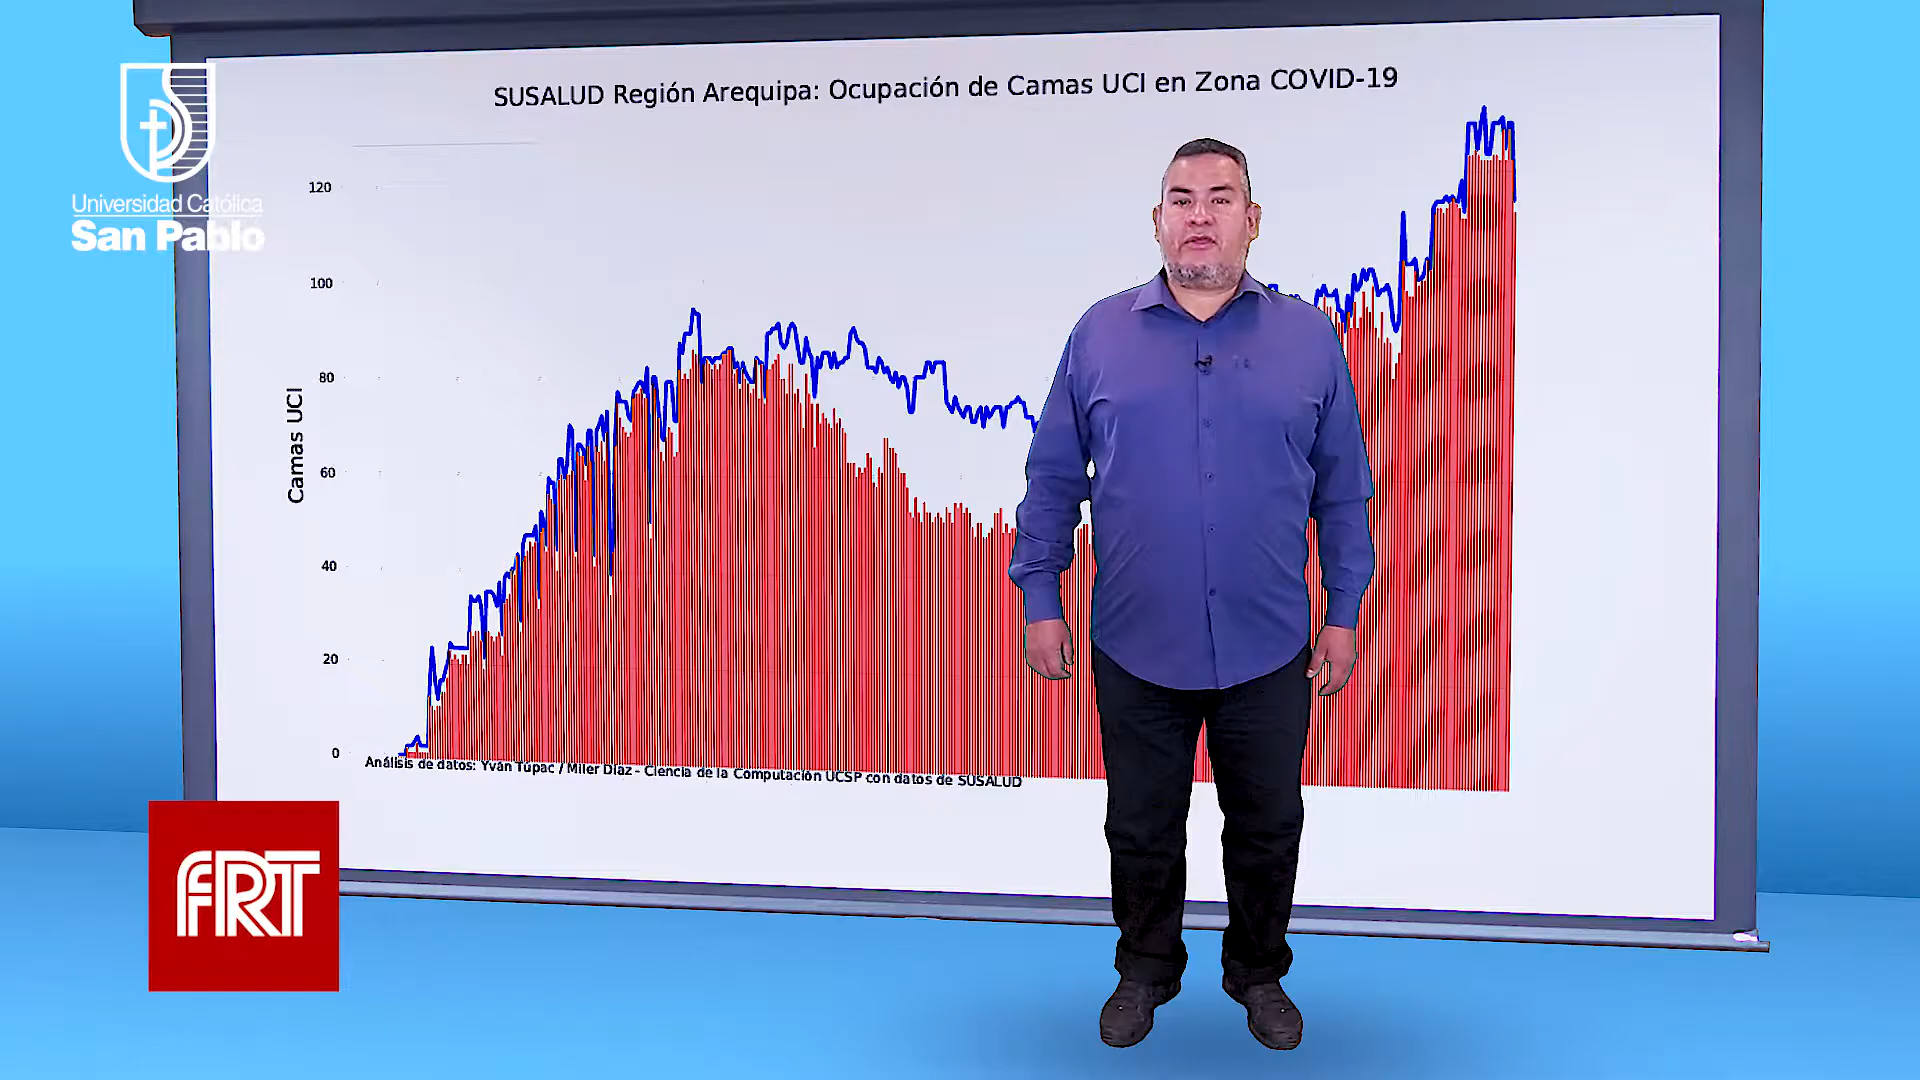 SUSALUD Región Arequipa: Ocupación de Camas UCI en Zona COVID-19
Universidad Católica
San Pablo
120
100
80
60
40
20
0
Camas UCI
Análisis de datos: Yván Túpac / Miler Díaz - Ciencia de la Computación UCSP con datos de SUSALUD
FRT